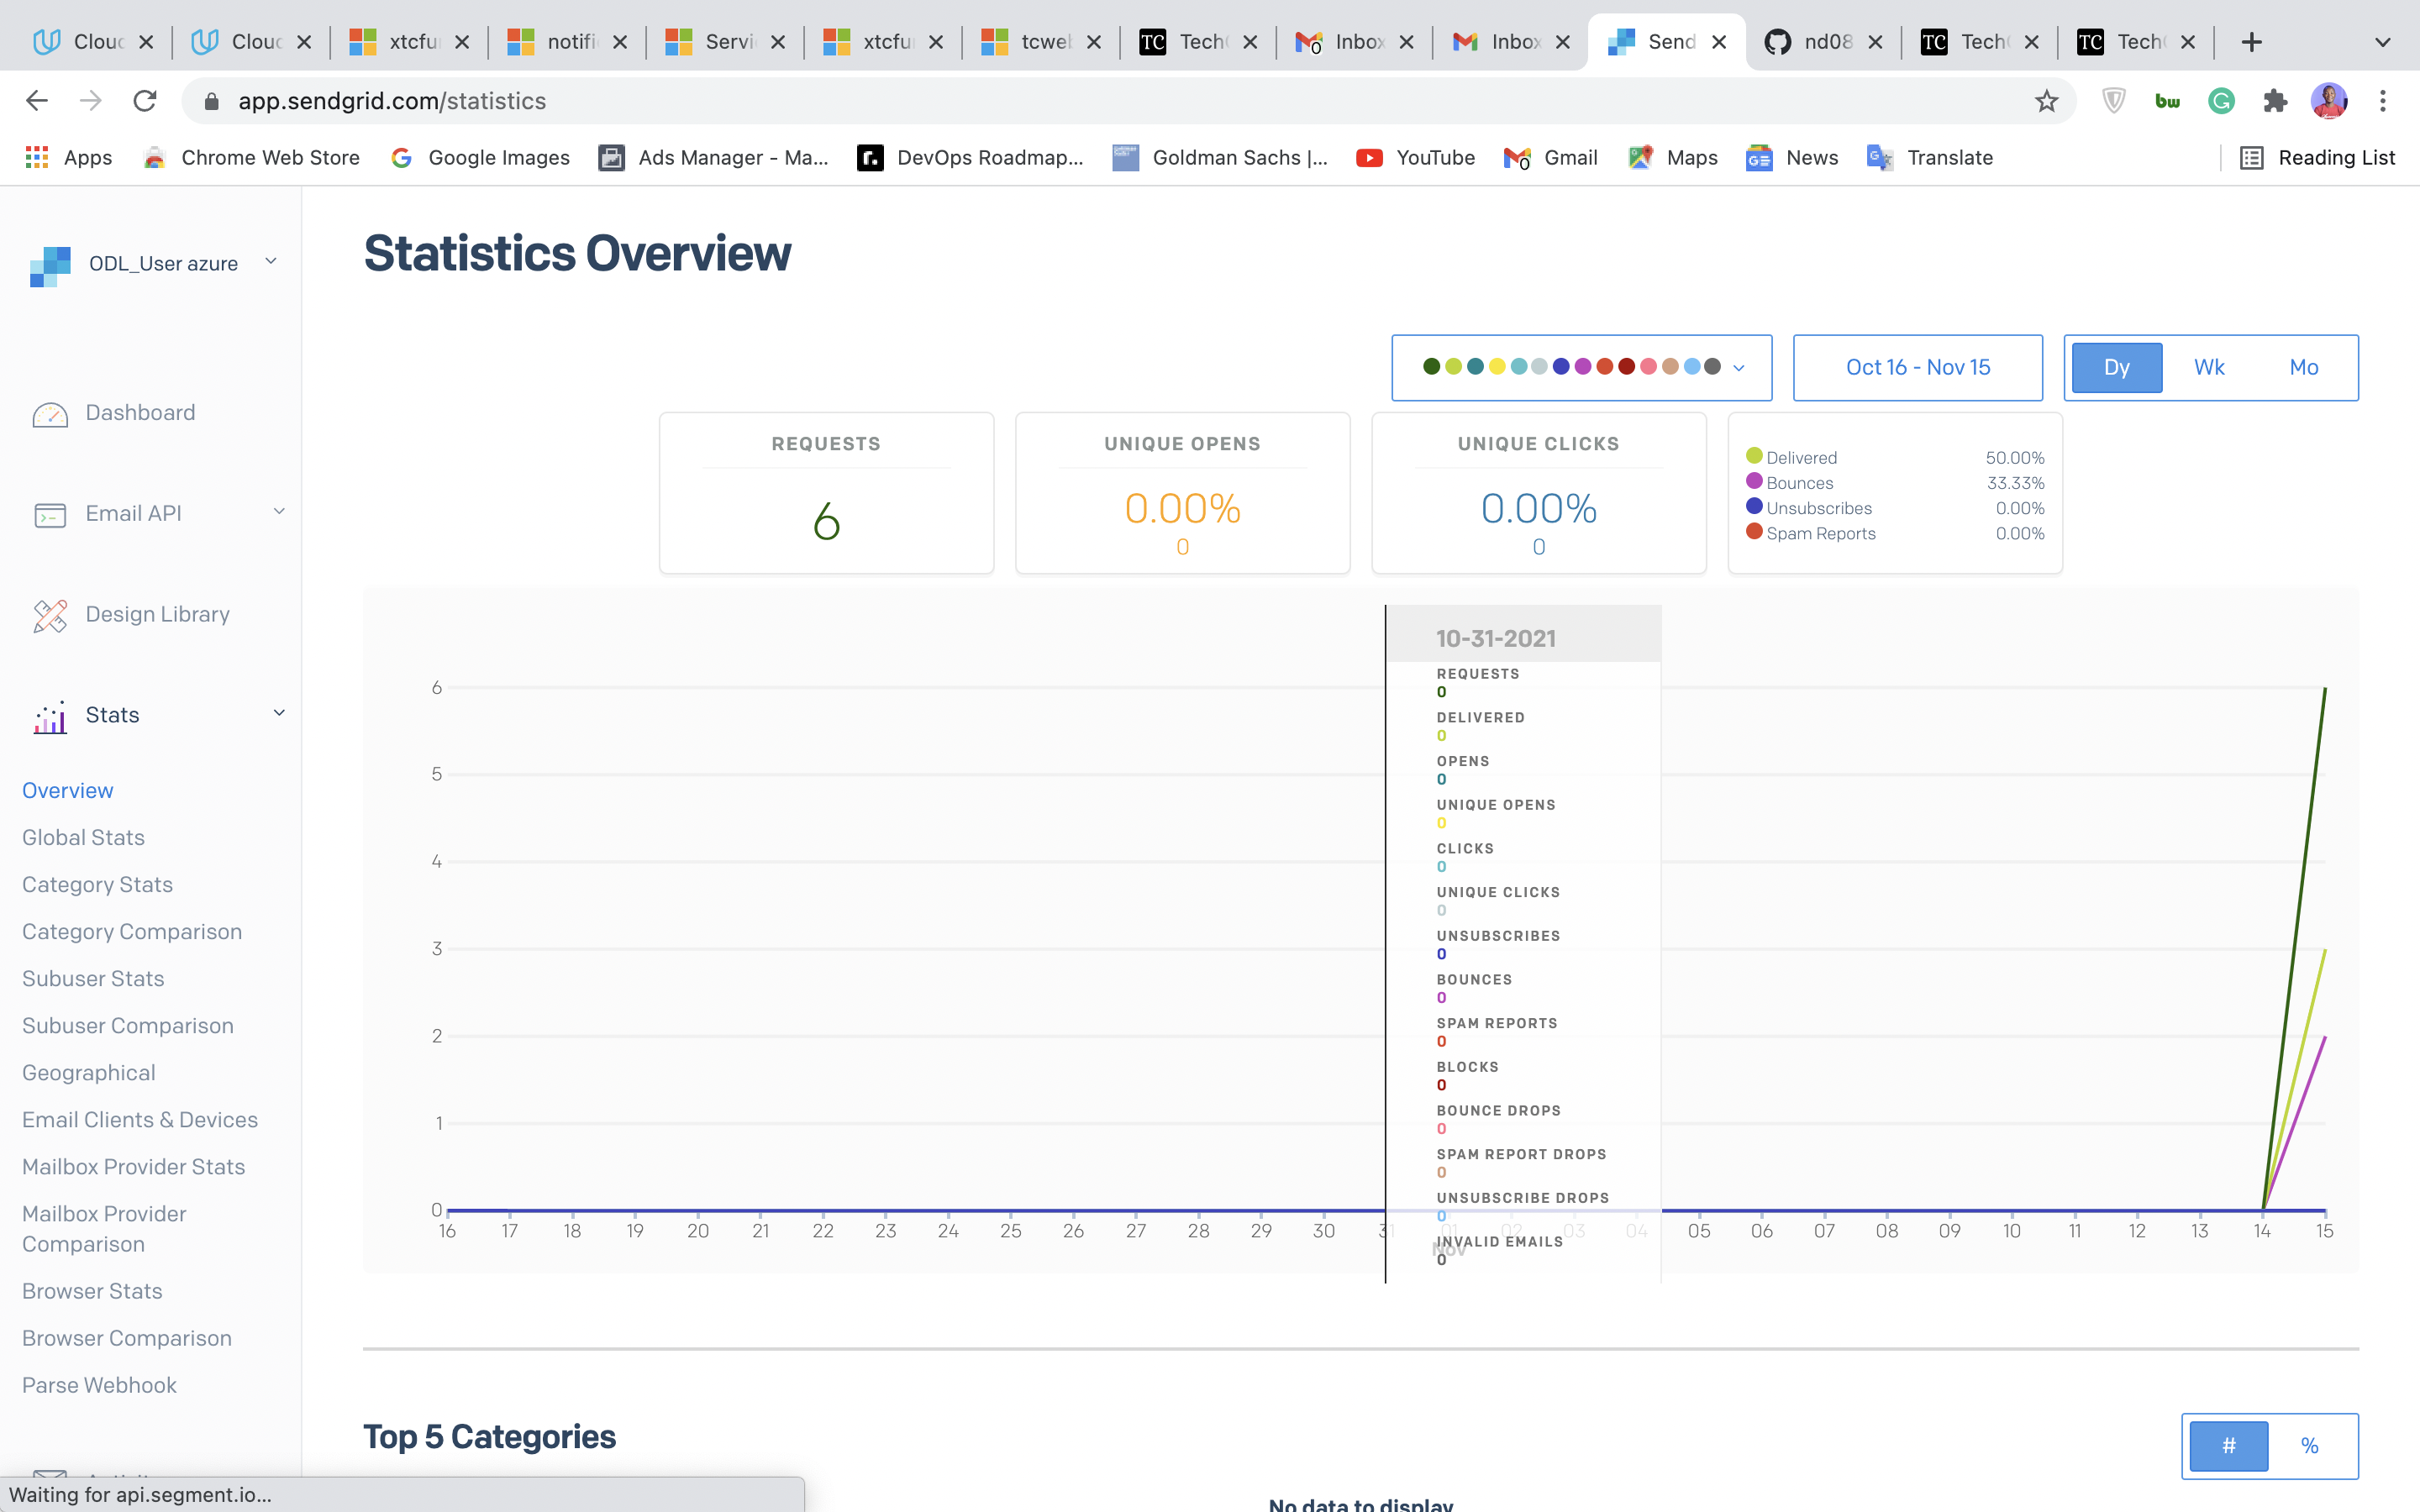 Clouc
Clouc
xtcfu
notifi
Servi
xtcfu
tcweb
TC Tech
Inbox
Inbox
Send
nd08
TC Tech
TC Tech
app.sendgrid.com/statistics
Apps
Chrome Web Store
Google Images
Ads Manager - Ma...
DevOps Roadmap...
Goldman Sachs |...
YouTube
Gmail
Maps
News
Translate
Reading List
ODL_User azure
Dashboard
Email API
Design Library
Stats
Overview
Global Stats
Category Stats
Category Comparison
Subuser Stats
Subuser Comparison
Geographical
Email Clients & Devices
Mailbox Provider Stats
Mailbox Provider
Comparison
Browser Stats
Browser Comparison
Parse Webhook
Statistics Overview
Oct 16 - Nov 15
Dy Wk Mo
REQUESTS
6
UNIQUE OPENS
0.00%
0
UNIQUE CLICKS
0.00%
0
Delivered 50.00%
Bounces 33.33%
Unsubscribes 0.00%
Spam Reports 0.00%
6
5
4
3
2
1
0
10-31-2021
REQUESTS
0
DELIVERED
0
OPENS
0
UNIQUE OPENS
0
CLICKS
0
UNIQUE CLICKS
0
UNSUBSCRIBES
0
BOUNCES
0
SPAM REPORTS
0
BLOCKS
0
BOUNCE DROPS
0
SPAM REPORT DROPS
0
UNSUBSCRIBE DROPS
0
INVALID EMAILS
0
16 17 18 19 20 21 22 23 24 25 26 27 28 29 30 31 01 02 03 04 05 06 07 08 09 10 11 12 13 14 15
Nov
Top 5 Categories
# %
No data to display
Waiting for api.segment.io...